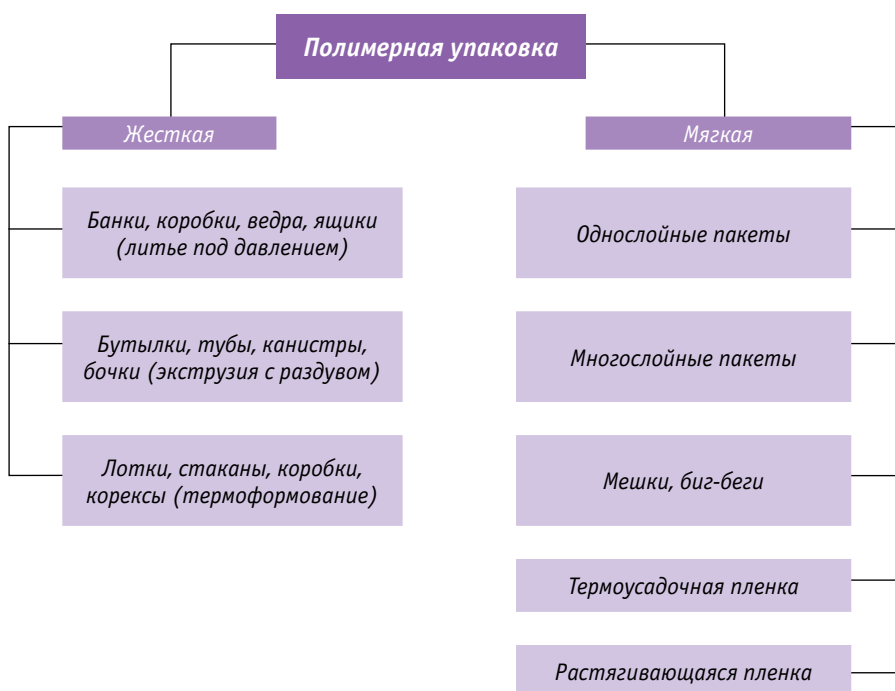 Полимерная упаковка
Жесткая
Банки, коробки, ведра, ящики
(литье под давлением)
Бутылки, тубы, канистры,
бочки (экструзия с раздувом)
Лотки, стаканы, коробки,
корексы (термоформование)
Мягкая
Однослойные пакеты
Многослойные пакеты
Мешки, биг-беги
Термоусадочная пленка
Растягивающаяся пленка